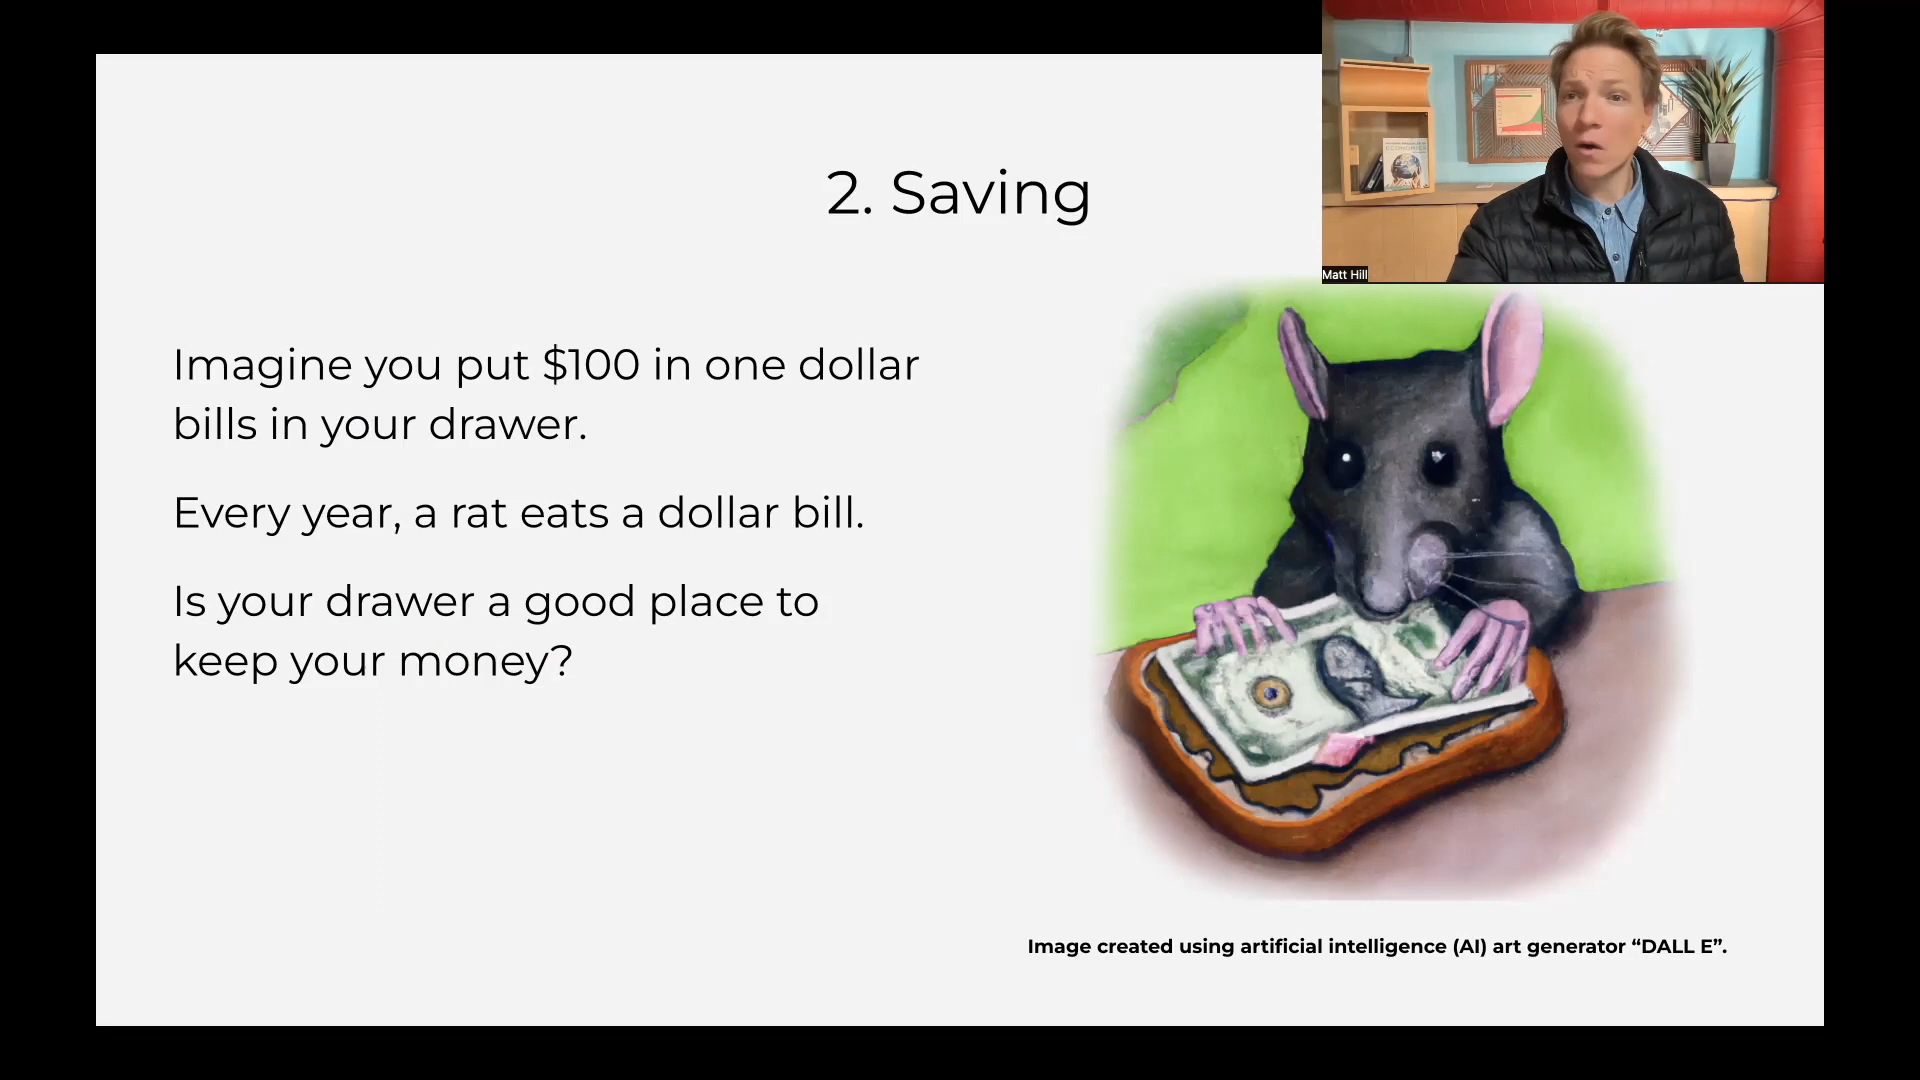 2. Saving
Imagine you put $100 in one dollar
bills in your drawer.
Every year, a rat eats a dollar bill.
Is your drawer a good place to
keep your money?
Image created using artificial intelligence (AI) art generator “DALL E”.
Matt Hill
ECONOMICS